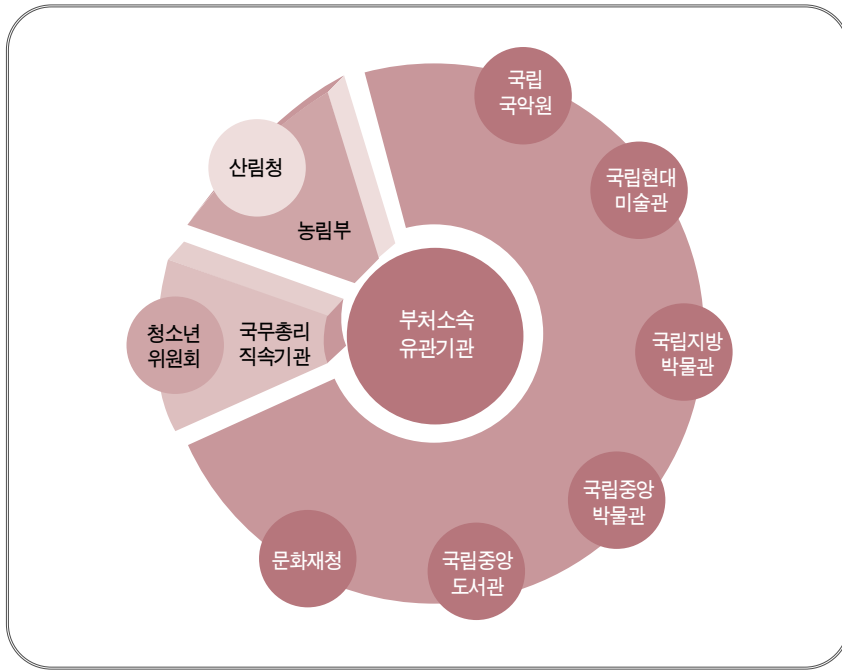 국립
국악원
산림청
국립현대
미술관
농림부
부처소속
유관기관
청소년
위원회
국무총리
직속기관
국립지방
박물관
국립중앙
박물관
문화재청
국립중앙
도서관